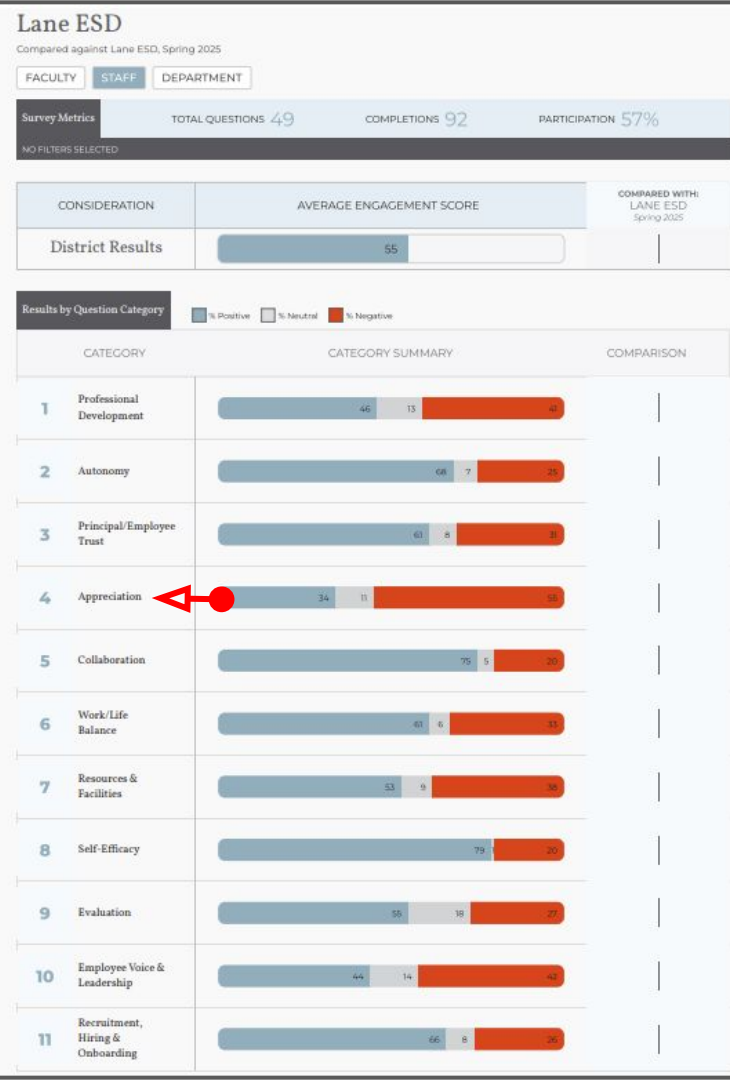 Lane ESD
Compared against Lane ESD, Spring 2025
FACULTY STAFF DEPARTMENT
Survey Metrics TOTAL QUESTIONS 49 COMPLETIONS 92 PARTICIPATION 57%
NO FILTERS SELECTED
CONSIDERATION AVERAGE ENGAGEMENT SCORE COMPARED WITH:
LANE ESD
Spring 2025
District Results 55
Results by Question Category % Positive % Neutral % Negative
CATEGORY CATEGORY SUMMARY COMPARISON
1 Professional
Development 46 13 41
2 Autonomy 68 7 25
3 Principal/Employee
Trust 61 8 31
4 Appreciation 34 11 55
5 Collaboration 75 5 20
6 Work/Life
Balance 61 6 33
7 Resources &
Facilities 53 9 38
8 Self-Efficacy 79 20
9 Evaluation 55 18 27
10 Employee Voice &
Leadership 44 14 42
11 Recruitment,
Hiring &
Onboarding 66 8 26